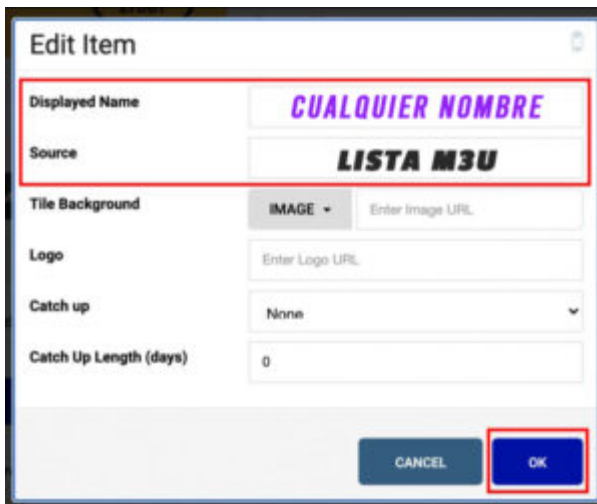 Edit Item
Displayed Name CUALQUIER NOMBRE
Source LISTA M3U
Tile Background IMAGE Enter Image URL
Logo Enter Logo URL
Catch up None
Catch Up Length (days) 0
CANCEL OK